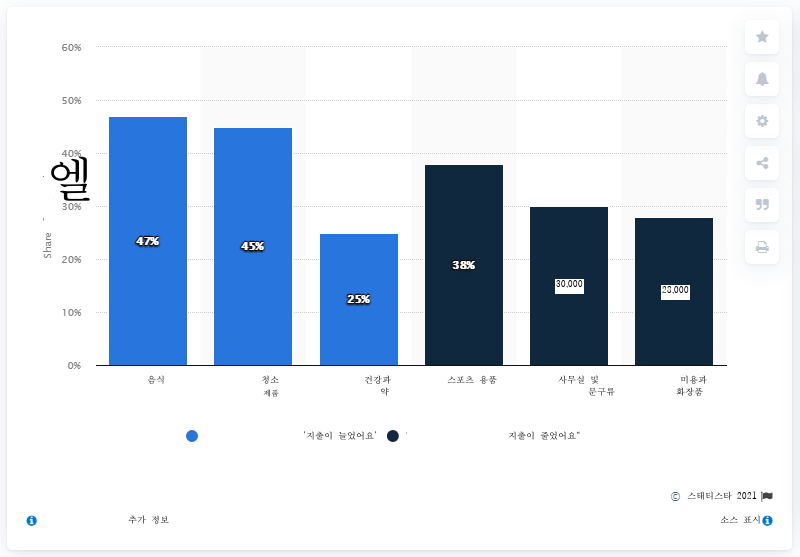 60%
50%
40%
엘
30%
Share
20%
10%
0%
47%
45%
25%
38%
30,000
20,000
음식
청소
제품
건강과
약
스포츠 용품
사무실 및
문구류
미용과
화장품
'지출이 늘었어요'
지출이 줄었어요"
© 스태티스타 2021
추가 정보
소스 표시